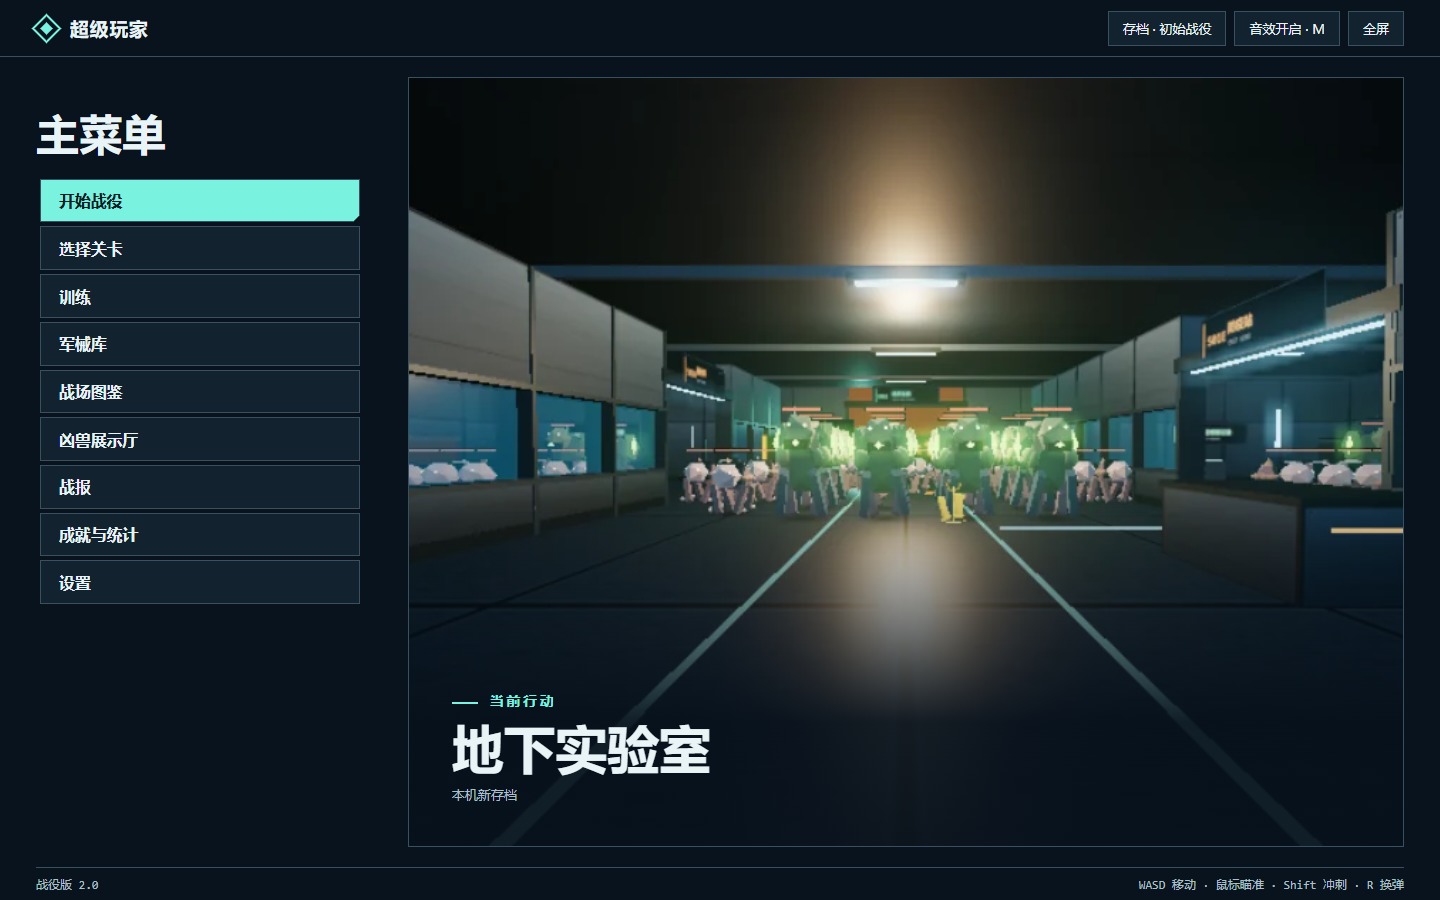 超级玩家
存档 · 初始战役
音效开启 · M
全屏
主菜单
开始战役
选择关卡
训练
军械库
战场图鉴
凶兽展示厅
战报
成就与统计
设置
当前行动
地下实验室
本机新存档
战役版 2.0
WASD 移动 · 鼠标瞄准 · Shift 冲刺 · R 换弹